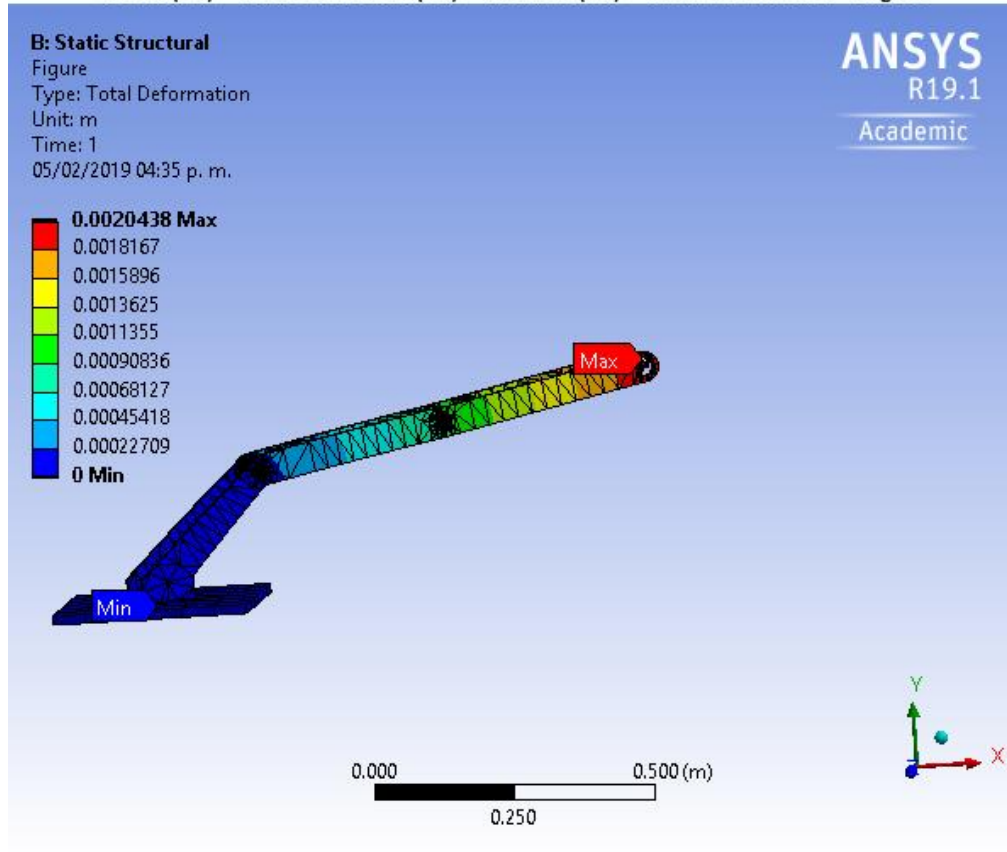 B: Static Structural
Figure
Type: Total Deformation
Unit: m
Time: 1
05/02/2019 04:35 p. m.
ANSYS
R19.1
Academic
0.0020438 Max
0.0018167
0.0015896
0.0013625
0.0011355
0.00090836
0.00068127
0.00045418
0.00022709
0 Min
Max
Min
Y
X
0.000 0.500 (m)
0.250